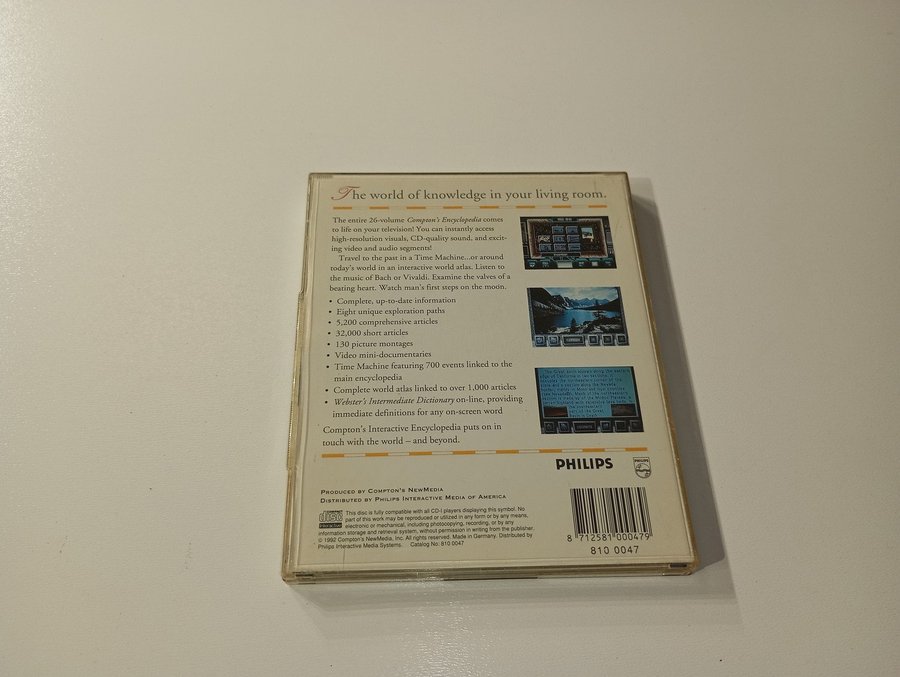 The world of knowledge in your living room.
The entire 26-volume Compton's Encyclopedia comes
to life on your television! You can instantly access
high-resolution visuals, CD-quality sound, and excit-
ing video and audio segments!
Travel to the past in a Time Machine...or around
today's world in an interactive world atlas. Listen to
the music of Bach or Vivaldi. Examine the valves of a
beating heart. Watch man's first steps on the moon.
• Complete, up-to-date information
• Eight unique exploration paths
• 5,200 comprehensive articles
• 32,000 short articles
• 130 picture montages
• Video mini-documentaries
• Time Machine featuring 700 events linked to the
main encyclopedia
• Complete world atlas linked to over 1,000 articles
• Webster's Intermediate Dictionary on-line, providing
immediate definitions for any on-screen word
Compton's Interactive Encyclopedia puts on in
touch with the world – and beyond.
PHILIPS
PHILIPS
Produced by Compton's NewMedia
Distributed by Philips Interactive Media of America
disc
This disc is fully compatible with all CD-I players displaying this symbol. No
part of this work may be reproduced or utilized in any form or by any means,
electronic or mechanical, including photocopying, recording, or by any
information storage and retrieval system, without permission in writing from the publisher.
© 1992 Compton's NewMedia, Inc. All rights reserved. Made in Germany. Distributed by
Philips Interactive Media Systems. Catalog No. 810 0047
8 712581 000479
810 0047